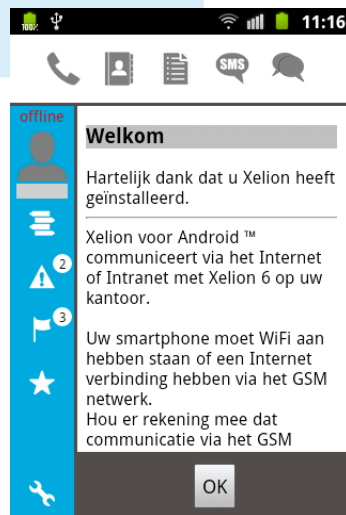 100%
11:16
SMS
offline
2
3
Welkom
Hartelijk dank dat u Xelion heeft
geïnstalleerd.
Xelion voor Android ™
communiceert via het Internet
of Intranet met Xelion 6 op uw
kantoor.
Uw smartphone moet WiFi aan
hebben staan of een Internet
verbinding hebben via het GSM
netwerk.
Hou er rekening mee dat
communicatie via het GSM
OK